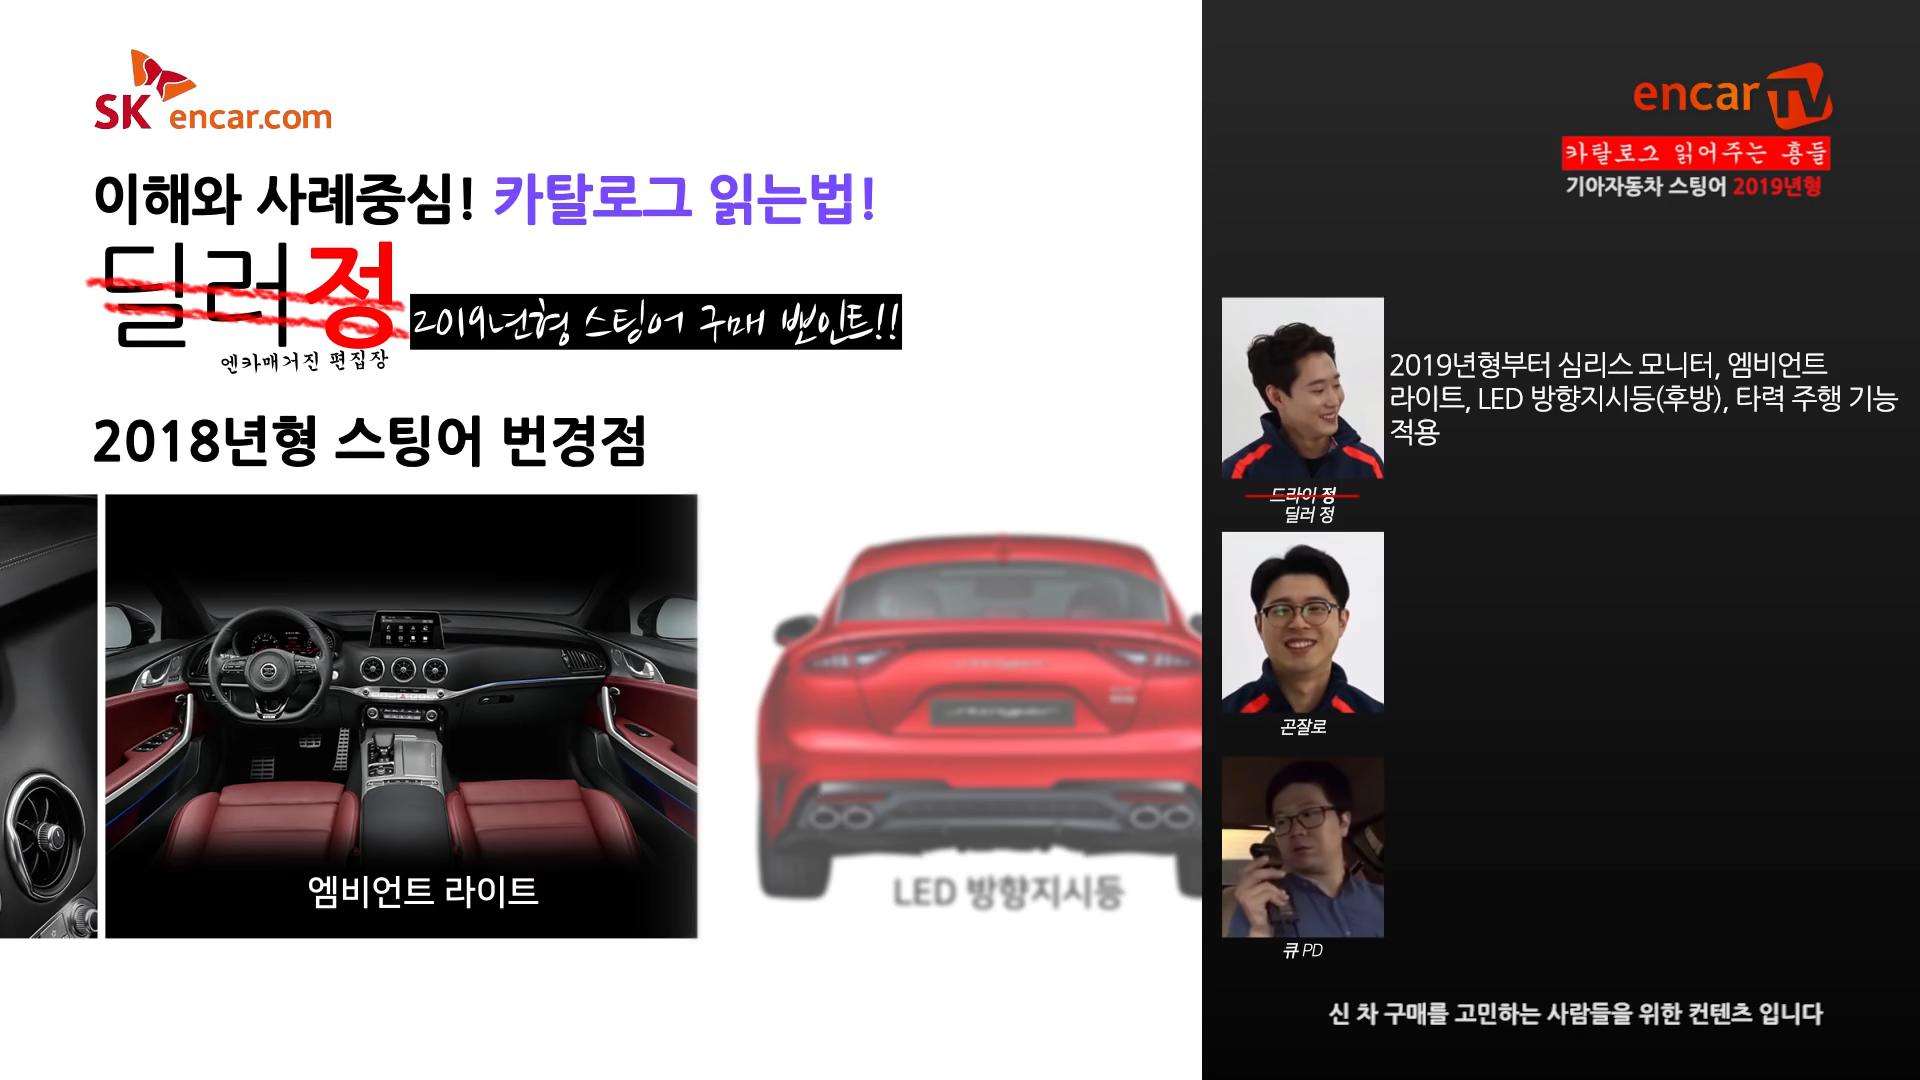 SK encar.com
이해와 사례중심! 카탈로그 읽는법!
딜러정
2019년형 스팅어 구매 뽀인트!!
엔카매거진 편집장
2018년형 스팅어 번경점
엠비언트 라이트
LED 방향지시등
encar TV
카탈로그 읽어주는 흉들
기아자동차 스팅어 2019년형
2019년형부터 심리스 모니터, 엠비언트
라이트, LED 방향지시등(후방), 타력 주행 기능
적용
드라이 정
딜러 정
곤잘로
큐 PD
신 차 구매를 고민하는 사람들을 위한 컨텐츠 입니다